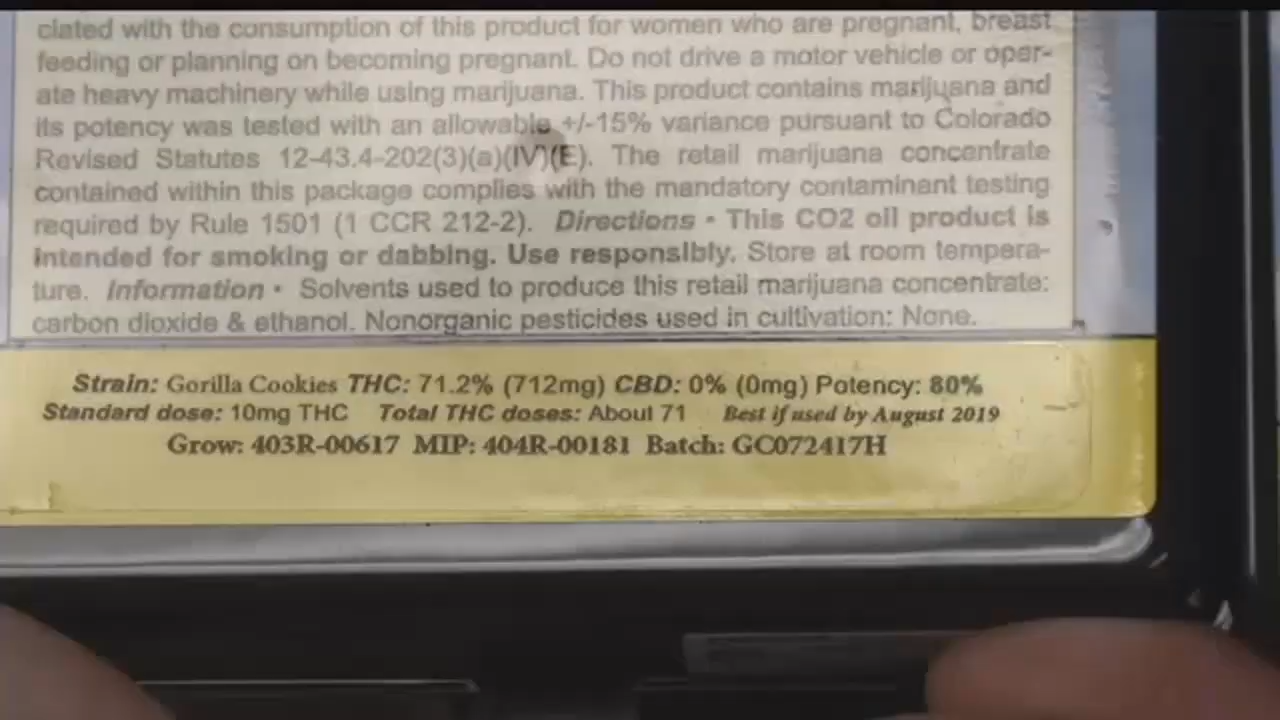 ciated with the consumption of this product for women who are pregnant, breast
feeding or planning on becoming pregnant. Do not drive a motor vehicle or oper-
ate heavy machinery while using marijuana. This product contains marijuana and
its potency was tested with an allowable +/-15% variance pursuant to Colorado
Revised Statutes 12-43.4-202(3)(a)(IV)(E). The retail marijuana concentrate
contained within this package complies with the mandatory contaminant testing
required by Rule 1501 (1 CCR 212-2). Directions • This CO2 oil product is
intended for smoking or dabbing. Use responsibly. Store at room tempera-
ture. Information • Solvents used to produce this retail marijuana concentrate:
carbon dioxide & ethanol. Nonorganic pesticides used in cultivation: None.
Strain: Gorilla Cookies THC: 71.2% (712mg) CBD: 0% (0mg) Potency: 80%
Standard dose: 10mg THC Total THC doses: About 71 Best if used by August 2019
Grow: 403R-00617 MIP: 404R-00181 Batch: GC072417H